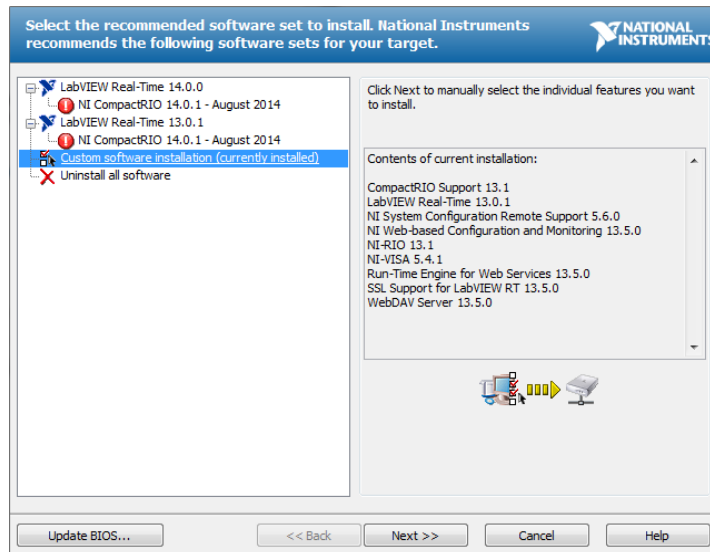 Select the recommended software set to install. National Instruments
recommends the following software sets for your target.
NATIONAL
INSTRUMENTS
LabVIEW Real-Time 14.0.0
NI CompactRIO 14.0.1 - August 2014
LabVIEW Real-Time 13.0.1
NI CompactRIO 14.0.1 - August 2014
Custom software installation (currently installed)
Uninstall all software
Click Next to manually select the individual features you want
to install.
Contents of current installation:
CompactRIO Support 13.1
LabVIEW Real-Time 13.0.1
NI System Configuration Remote Support 5.6.0
NI Web-based Configuration and Monitoring 13.5.0
NI-RIO 13.1
NI-VISA 5.4.1
Run-Time Engine for Web Services 13.5.0
SSL Support for LabVIEW RT 13.5.0
WebDAV Server 13.5.0
Update BIOS...
<< Back
Next >>
Cancel
Help